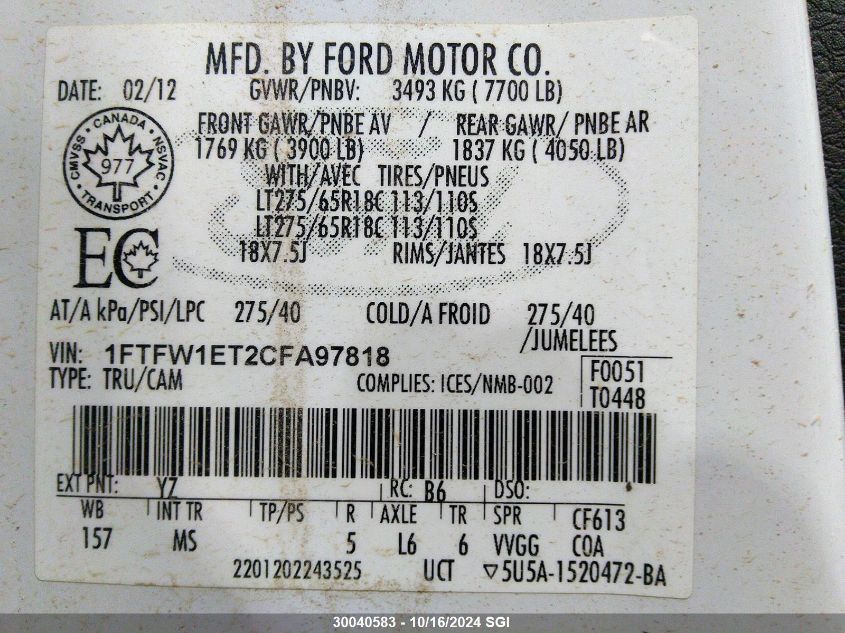 MFD. BY FORD MOTOR CO.
DATE: 02/12 GVWR/PNBV: 3493 KG ( 7700 LB)
FRONT GAWR/PNBE AV / REAR GAWR/ PNBE AR
1769 KG ( 3900 LB) 1837 KG ( 4050 LB)
WITH/AVEC TIRES/PNEUS
LT275/65R18C 113/110S
LT275/65R18C 113/110S
18X7.5J RIMS/JANTES 18X7.5J
CANADA
CMVSS · NSVAC
977
TRANSPORT
EC
AT/A kPa/PSI/LPC 275/40 COLD/A FROID 275/40
/JUMELEES
VIN: 1FTFW1ET2CFA97818
TYPE: TRU/CAM COMPLIES: ICES/NMB-002
F0051
T0448
EXT PNT: YZ RC: B6 DSO:
WB INT TR TP/PS R AXLE TR SPR CF613
157 MS 5 L6 6 VVGG COA
2201202243525 UCT ▽5U5A-1520472-BA
30040583 - 10/16/2024 SGI